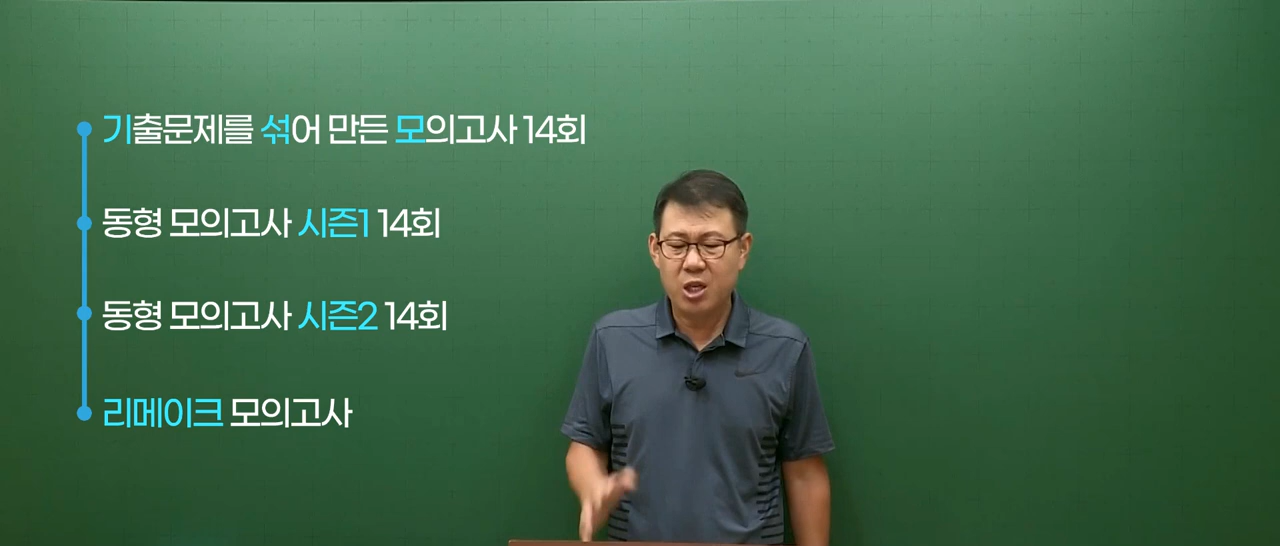 기출문제를 섞어 만든 모의고사 14회
동형 모의고사 시즌1 14회
동형 모의고사 시즌2 14회
리메이크 모의고사